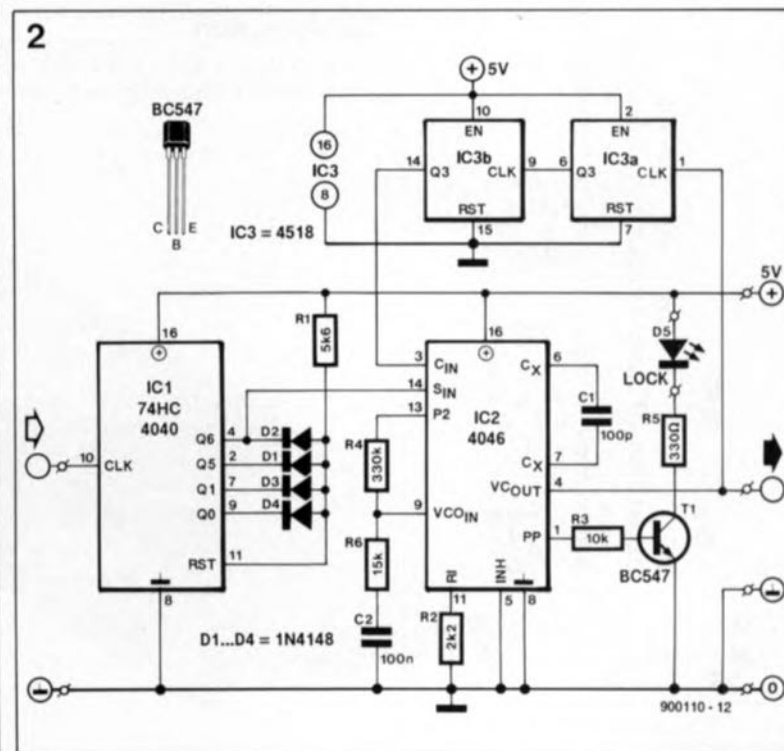 2
BC547
C
B
E
5V
16
IC3
8
IC3 = 4518
10
EN
14
Q3
IC3b
CLK
9
RST
15
2
EN
6
Q3
IC3a
CLK
1
RST
7
5V
16
IC1
74HC
4040
10
CLK
Q6
4
Q5
2
Q1
7
Q0
9
RST
11
8
D2
D1
D3
D4
R1
5k6
D1...D4 = 1N4148
R4
330k
R6
15k
C2
100n
16
3
CIN
14
SIN
13
P2
IC2
4046
9
VCOIN
CX
6
CX
7
VCOUT
4
PP
1
RI
11
INH
5
8
R2
2k2
C1
100p
D5
LOCK
R5
330Ω
R3
10k
T1
BC547
0
900110 - 12